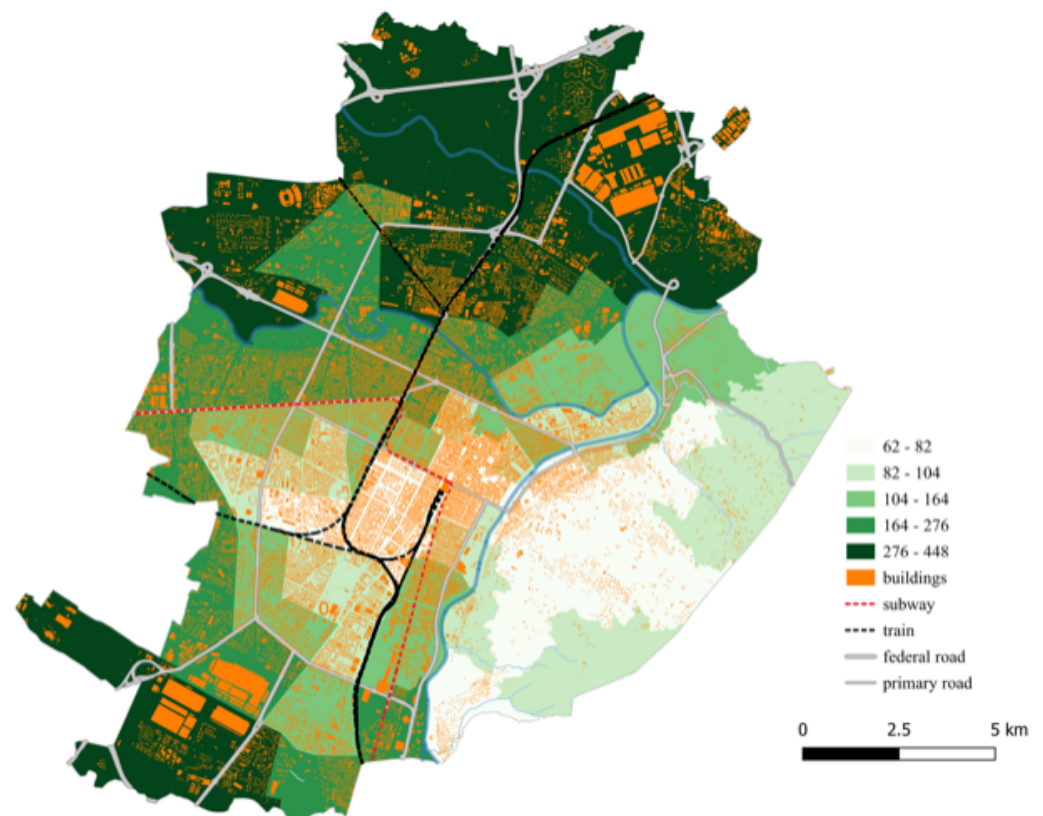 62 - 82
82 - 104
104 - 164
164 - 276
276 - 448
buildings
subway
train
federal road
primary road
0 2.5 5 km